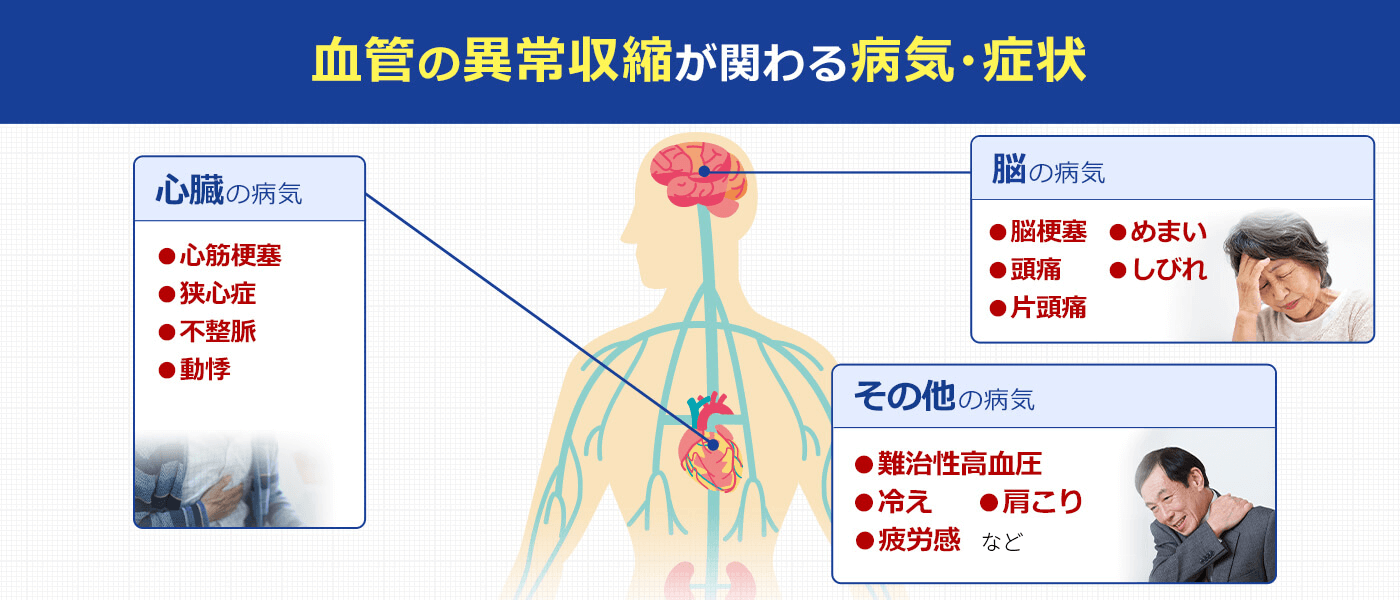 血管の異常収縮が関わる病気・症状
心臓の病気
●心筋梗塞
●狭心症
●不整脈
●動悸
脳の病気
●脳梗塞 ●めまい
●頭痛 ●しびれ
●片頭痛
その他の病気
●難治性高血圧
●冷え ●肩こり
●疲労感 など